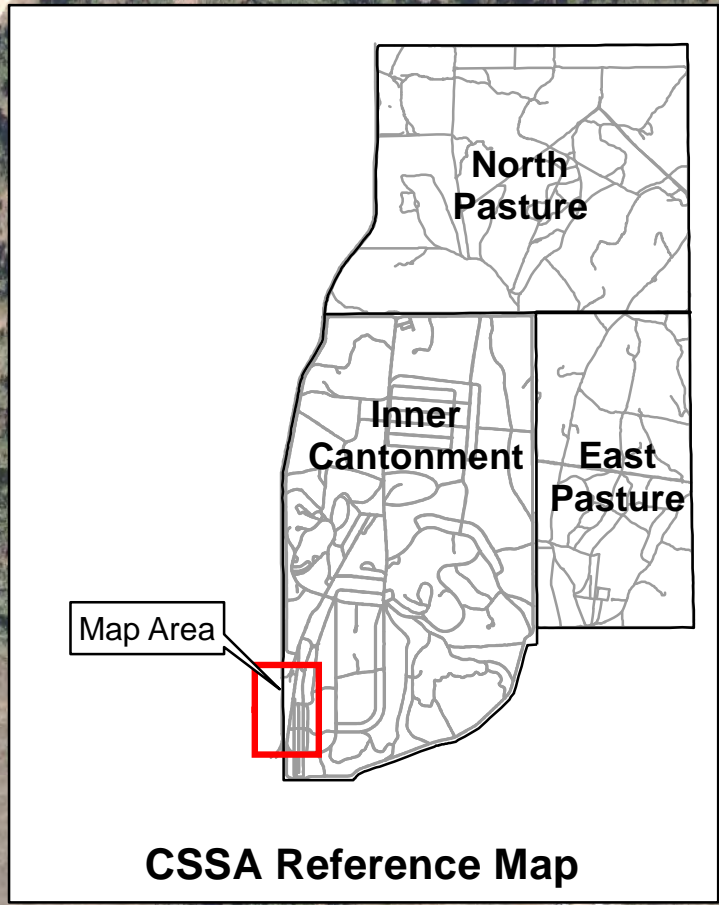 North
Pasture
Inner
Cantonment
East
Pasture
Map Area
CSSA Reference Map